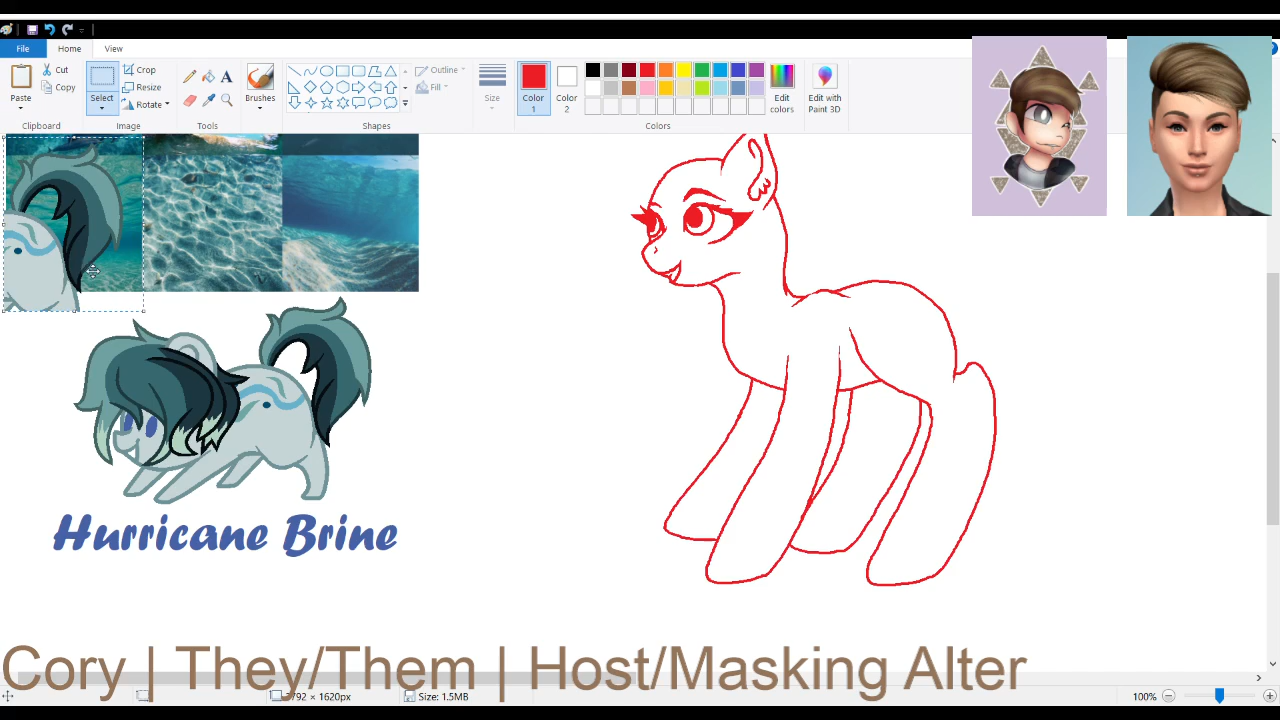 File Home View
Cut
Copy
Paste
Clipboard
Crop
Resize
Rotate
Select
Image
Tools
Brushes
Outline
Fill
Shapes
Size
Color 1
Color 2
Edit colors
Colors
Edit with Paint 3D
Hurricane Brine
Cory | They/Them | Host/Masking Alter
792 × 1620px
Size: 1.5MB
100%